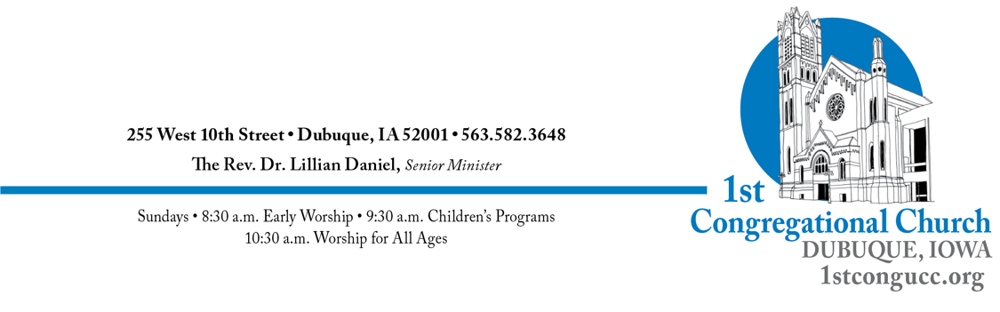 255 West 10th Street • Dubuque, IA 52001 • 563.582.3648
The Rev. Dr. Lillian Daniel, Senior Minister
Sundays • 8:30 a.m. Early Worship • 9:30 a.m. Children’s Programs
10:30 a.m. Worship for All Ages
1st
Congregational Church
DUBUQUE, IOWA
1stcongucc.org